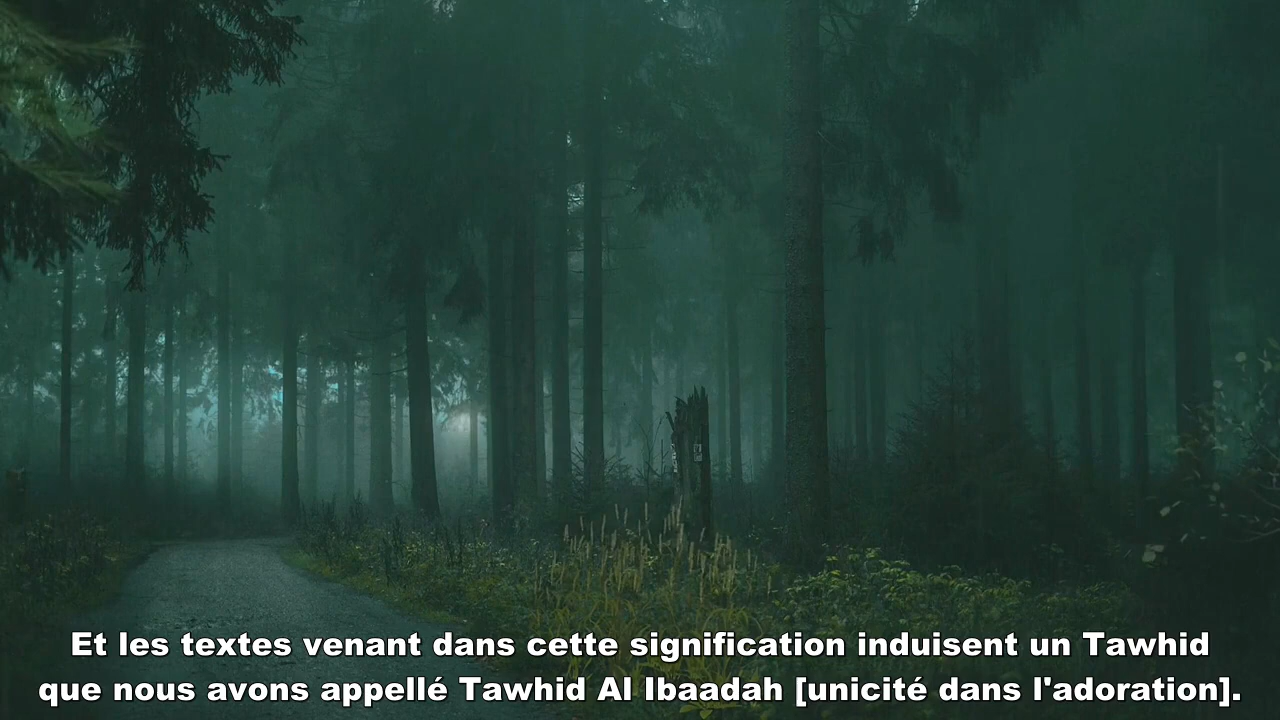 Et les textes venant dans cette signification induisent un Tawhid
que nous avons appellé Tawhid Al Ibaadah [unicité dans l'adoration].